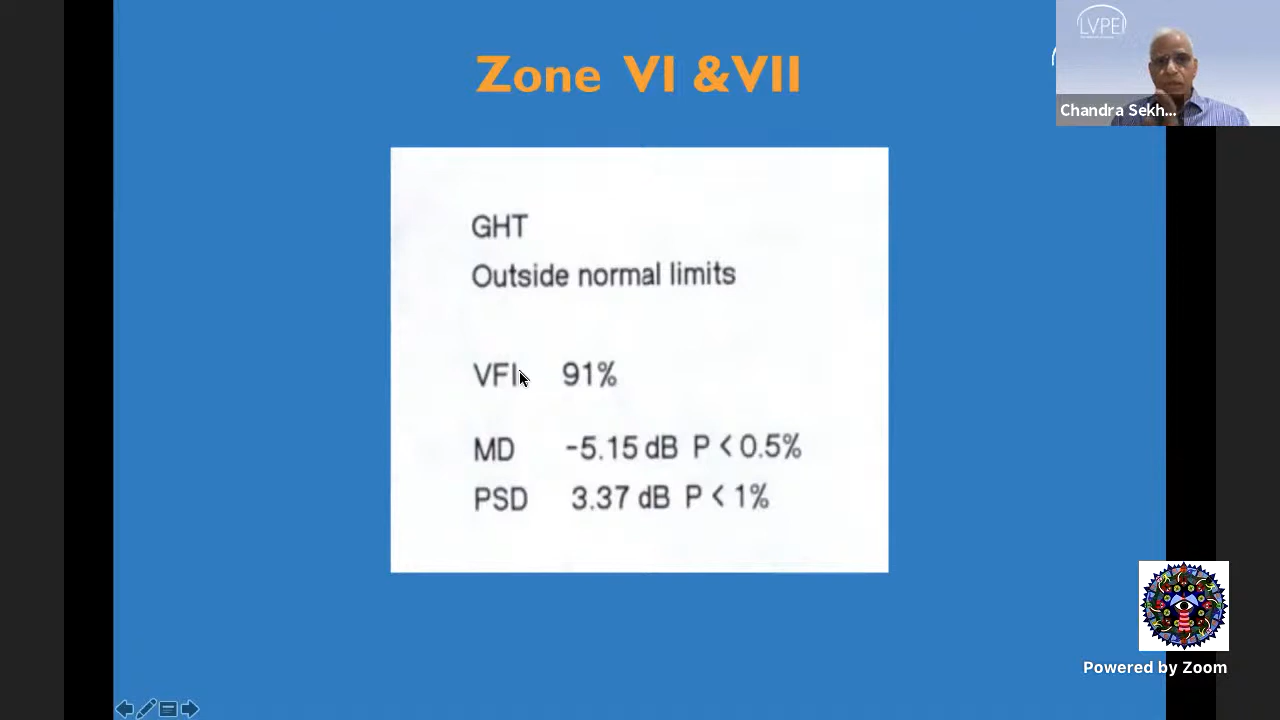 Zone VI &VII
LVPEI
Chandra Sekh...
GHT
Outside normal limits
VFI 91%
MD -5.15 dB P < 0.5%
PSD 3.37 dB P < 1%
Powered by Zoom